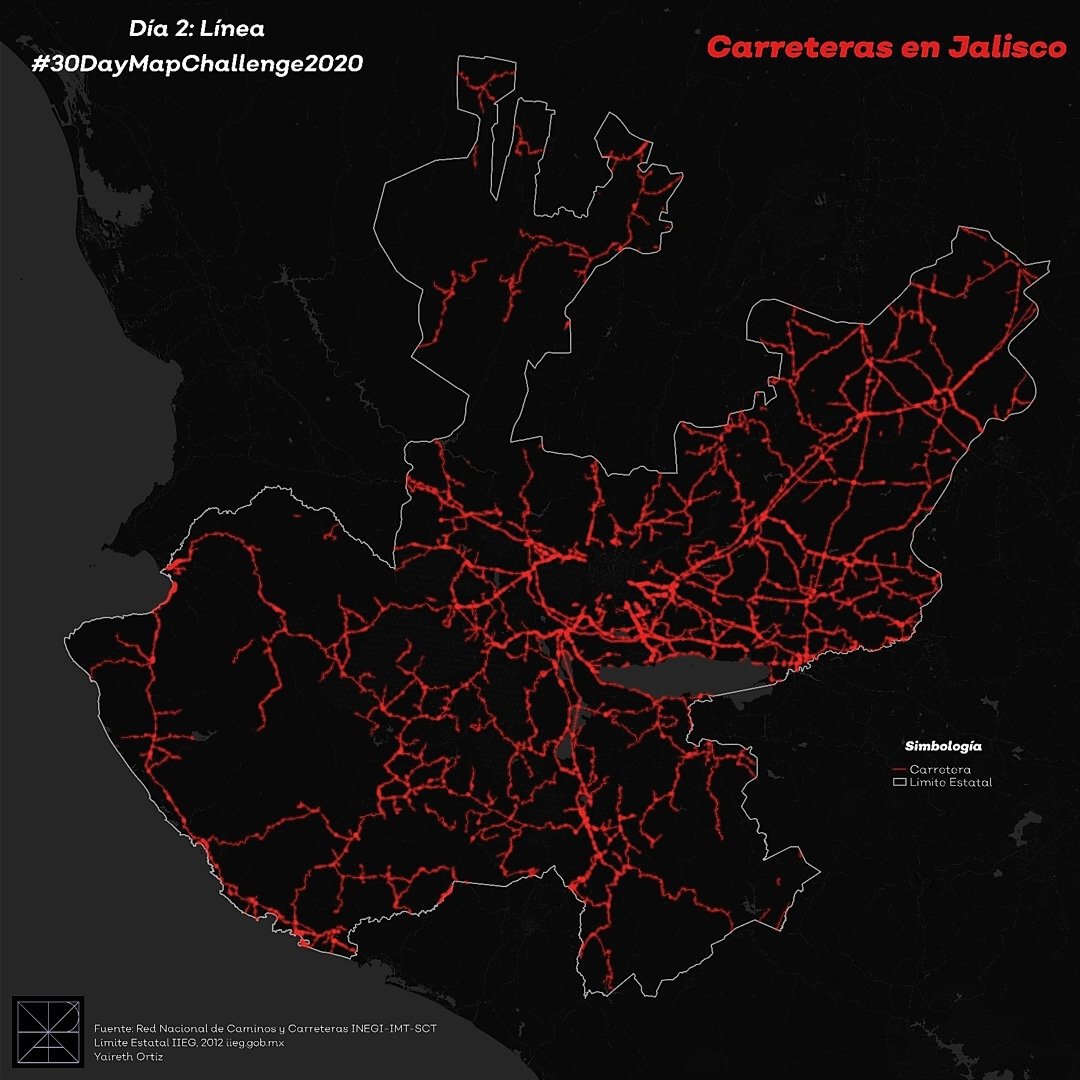 Día 2: Línea
#30DayMapChallenge2020
Carreteras en Jalisco
Simbología
Carretera
Límite Estatal
Fuente: Red Nacional de Caminos y Carreteras INEGI-IMT-SCT
Límite Estatal IIEG, 2012 iieg.gob.mx
Yaireth Ortiz